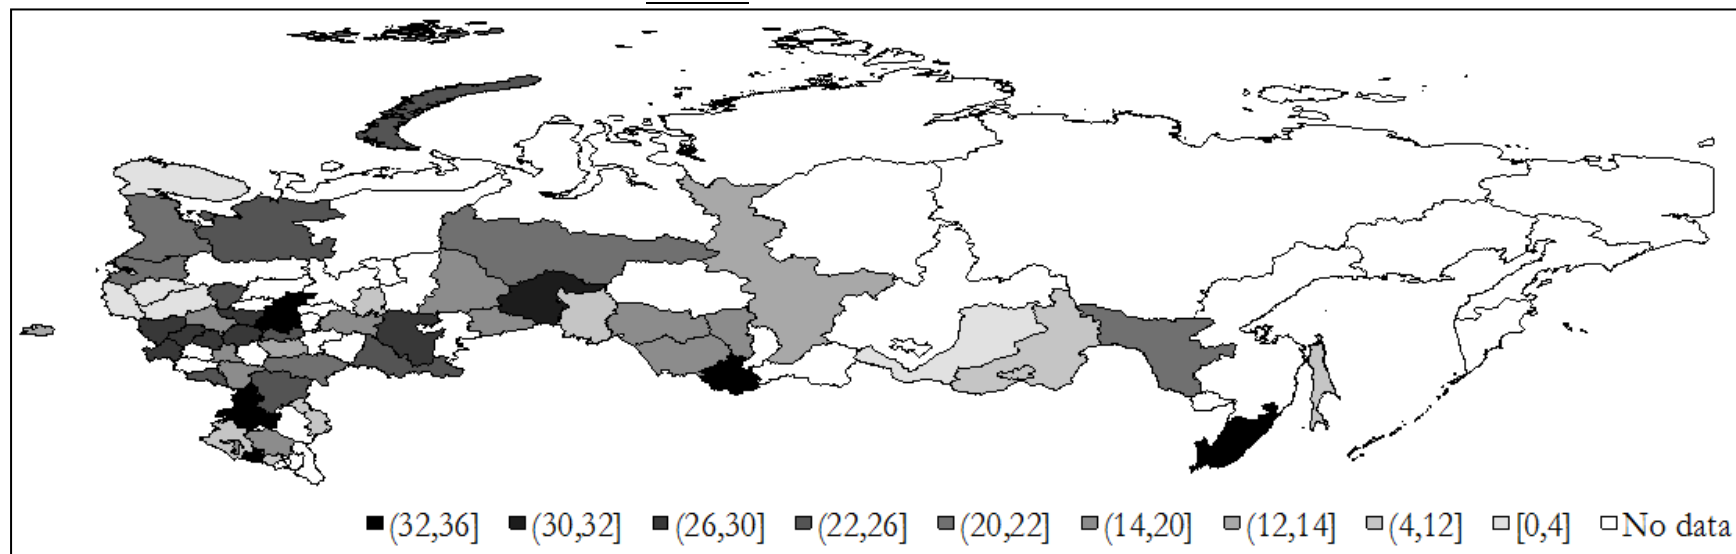 (32,36] (30,32] (26,30] (22,26] (20,22] (14,20] (12,14] (4,12] [0,4] No data